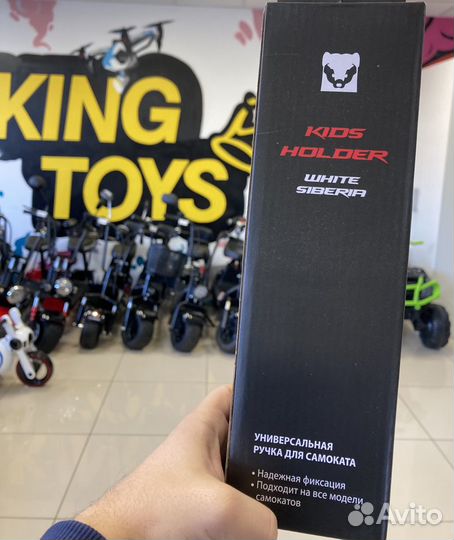 KING
TOYS
KIDS
HOLDER
WHITE
SIBERIA
УНИВЕРСАЛЬНАЯ
РУЧКА ДЛЯ САМОКАТА
• Надежная фиксация
• Подходит на все модели
самокатов
Avito